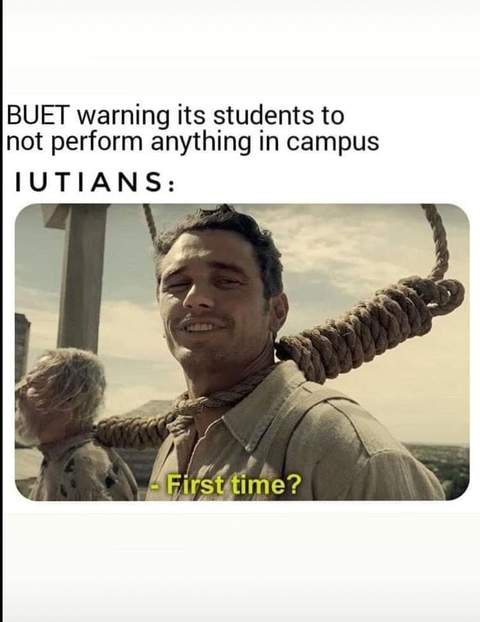 BUET warning its students to
not perform anything in campus
IUTIANS:
- First time?